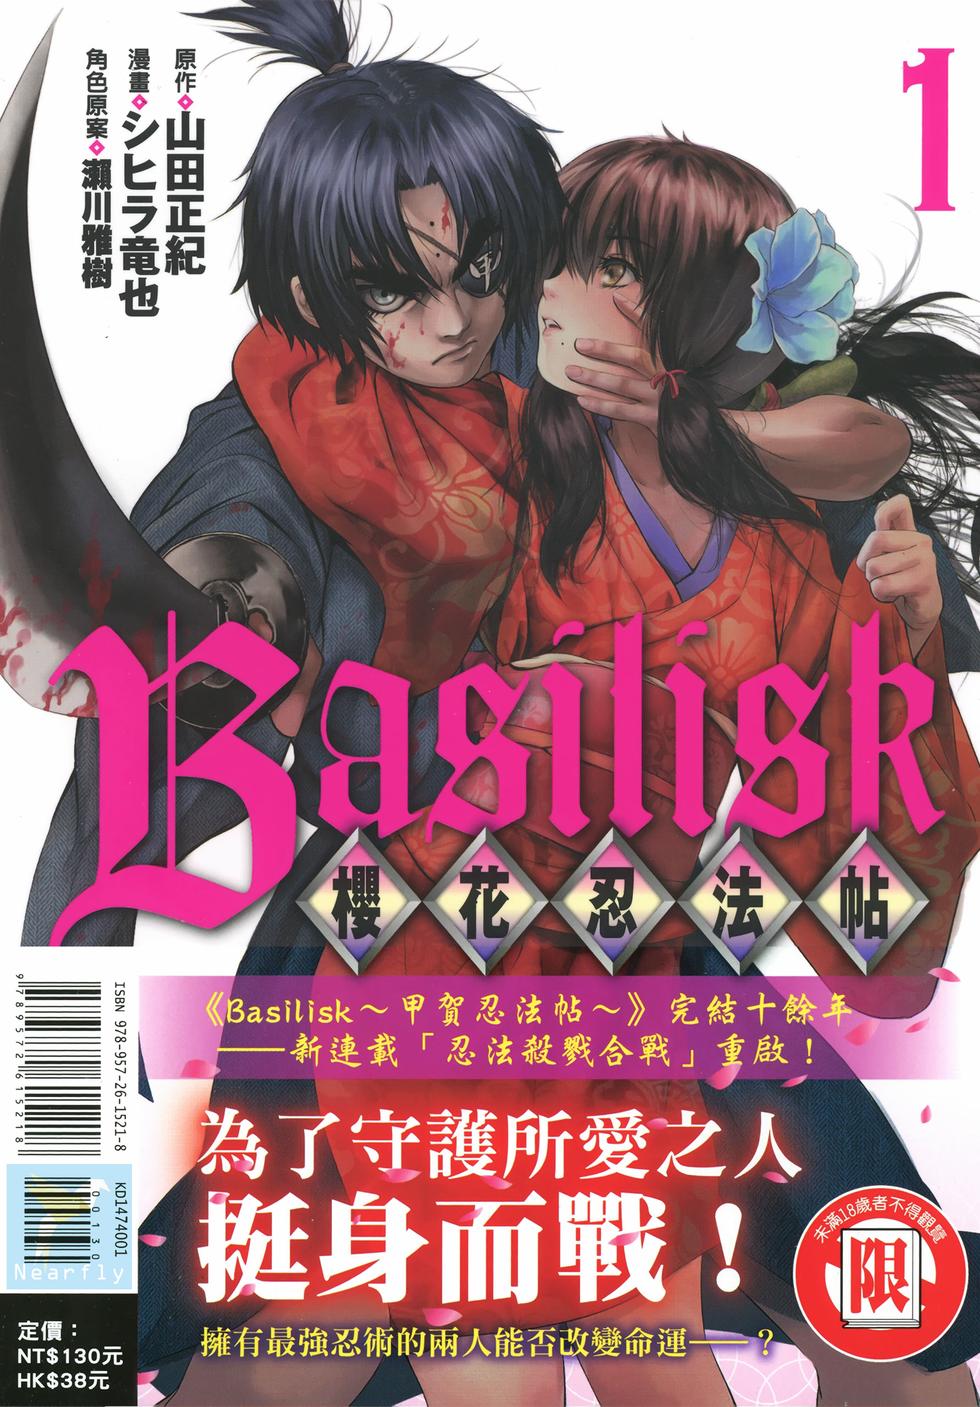 1
原作◆山田正紀
漫畫◆シヒラ竜也
角色原案◆瀬川雅樹
甲
Basilisk
櫻花忍法帖
《Basilisk～甲賀忍法帖～》完結十餘年
——新連載「忍法殺戮合戰」重啟！
為了守護所愛之人
挺身而戰！
擁有最強忍術的兩人能否改變命運——？
未滿18歲者不得觀覽
限
ISBN 978-957-26-1521-8
9789572615218
KD1474001
00130
Nearfly
定價：
NT$130元
HK$38元